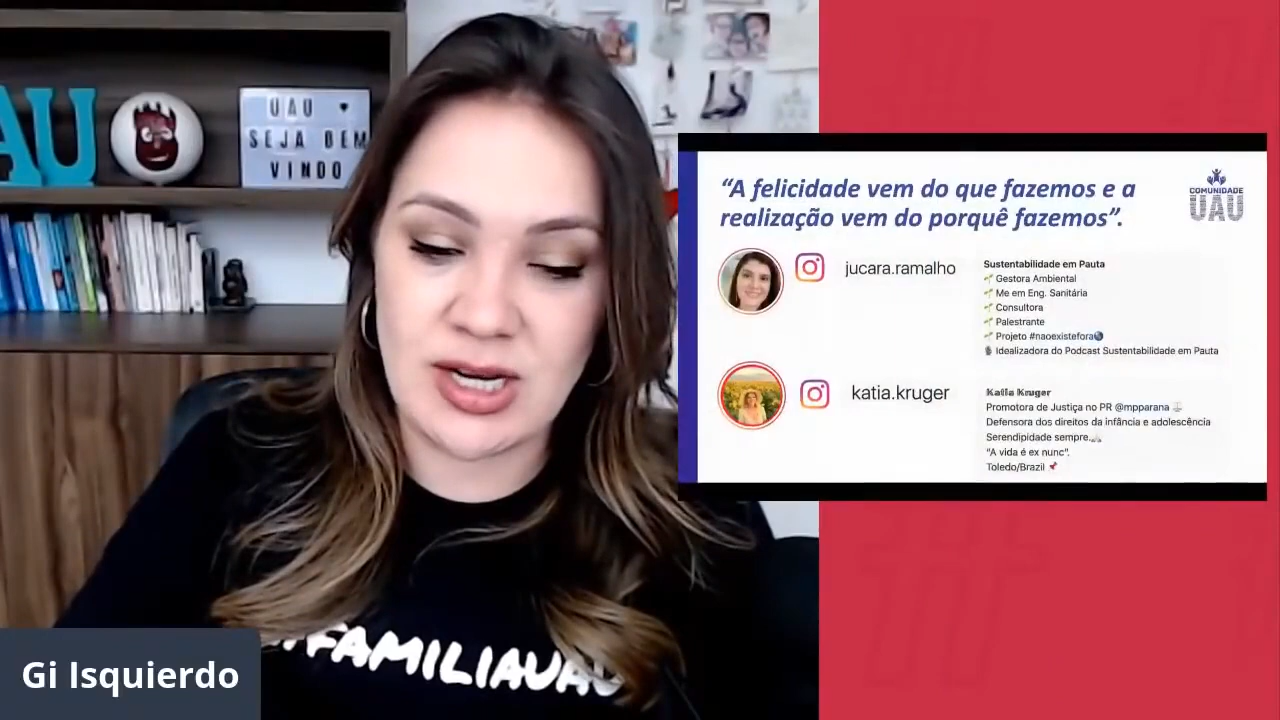 AU
UAU
SEJA BEM
VINDO
#FAMILIAUAU
Gi Isquierdo
“A felicidade vem do que fazemos e a
realização vem do porquê fazemos”.
COMUNIDADE
UAU
jucara.ramalho
Sustentabilidade em Pauta
Gestora Ambiental
Me em Eng. Sanitária
Consultora
Palestrante
Projeto #naoexistefora
Idealizadora do Podcast Sustentabilidade em Pauta
katia.kruger
Katia Kruger
Promotora de Justiça no PR @mpparana
Defensora dos direitos da infância e adolescência
Serendipidade sempre.
“A vida é ex nunc”.
Toledo/Brazil